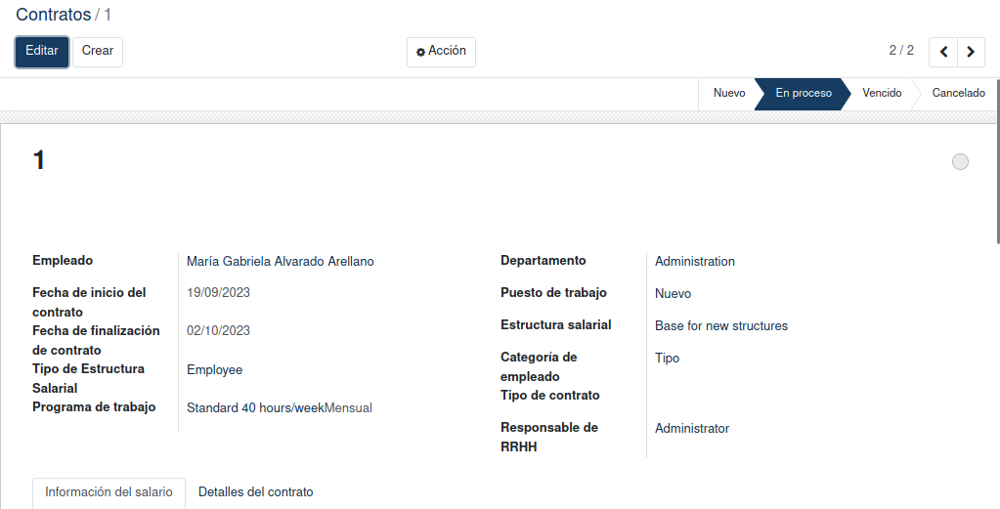 Contratos / 1
Editar Crear Acción 2 / 2
Nuevo En proceso Vencido Cancelado
1
Empleado María Gabriela Alvarado Arellano
Fecha de inicio del contrato 19/09/2023
Fecha de finalización de contrato 02/10/2023
Tipo de Estructura Salarial Employee
Programa de trabajo Standard 40 hours/weekMensual
Departamento Administration
Puesto de trabajo Nuevo
Estructura salarial Base for new structures
Categoría de empleado Tipo
Tipo de contrato
Responsable de RRHH Administrator
Información del salario Detalles del contrato